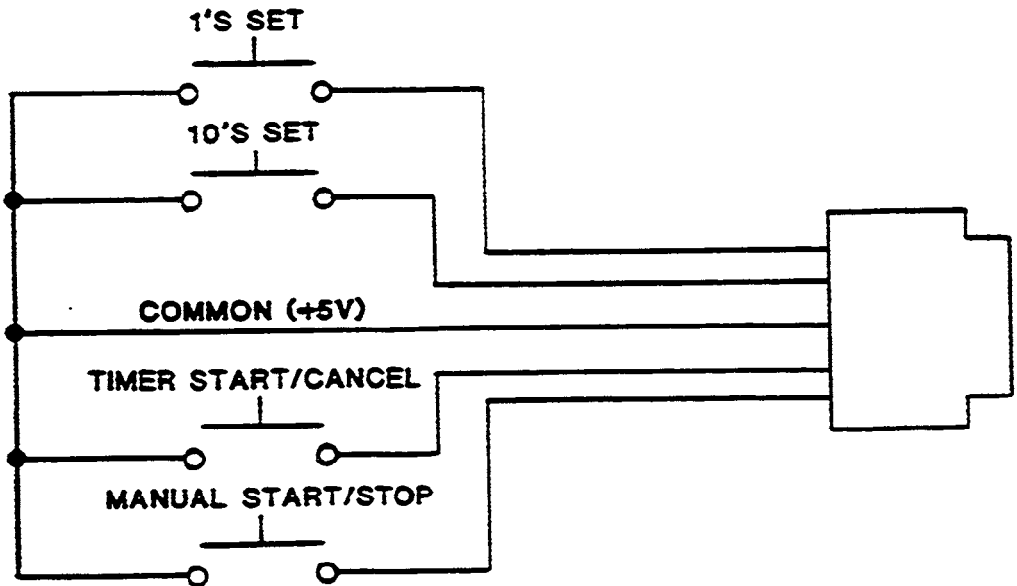 1'S SET
10'S SET
COMMON (+5V)
TIMER START/CANCEL
MANUAL START/STOP